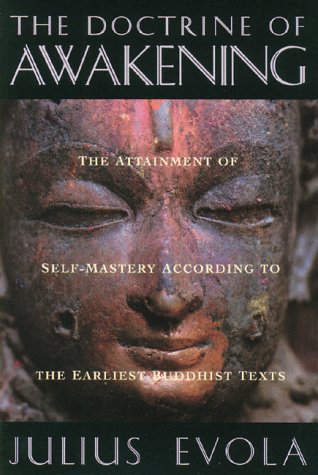 THE DOCTRINE OF
AWAKENING
THE ATTAINMENT OF
SELF-MASTERY ACCORDING TO
THE EARLIEST BUDDHIST TEXTS
JULIUS EVOLA